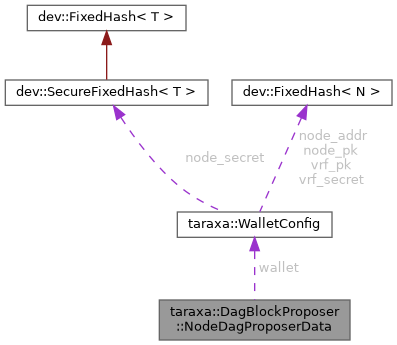 dev::FixedHash< T >
dev::SecureFixedHash< T >
dev::FixedHash< N >
node_secret
node_addr
node_pk
vrf_pk
vrf_secret
taraxa::WalletConfig
wallet
taraxa::DagBlockProposer
::NodeDagProposerData